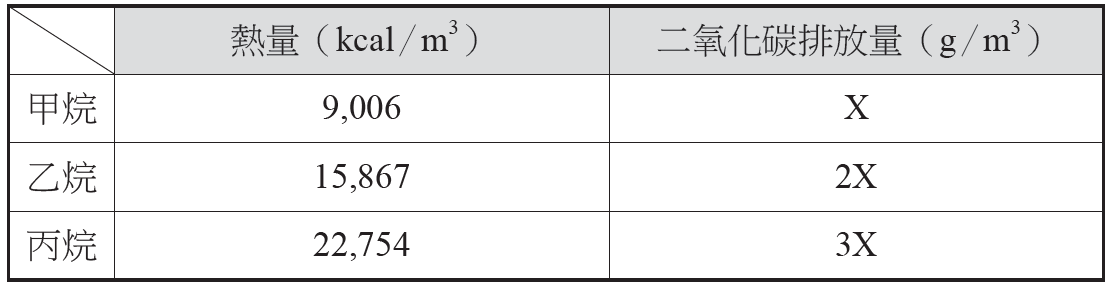 熱量（kcal／m³） 二氧化碳排放量（g／m³）
甲烷 9,006 X
乙烷 15,867 2X
丙烷 22,754 3X